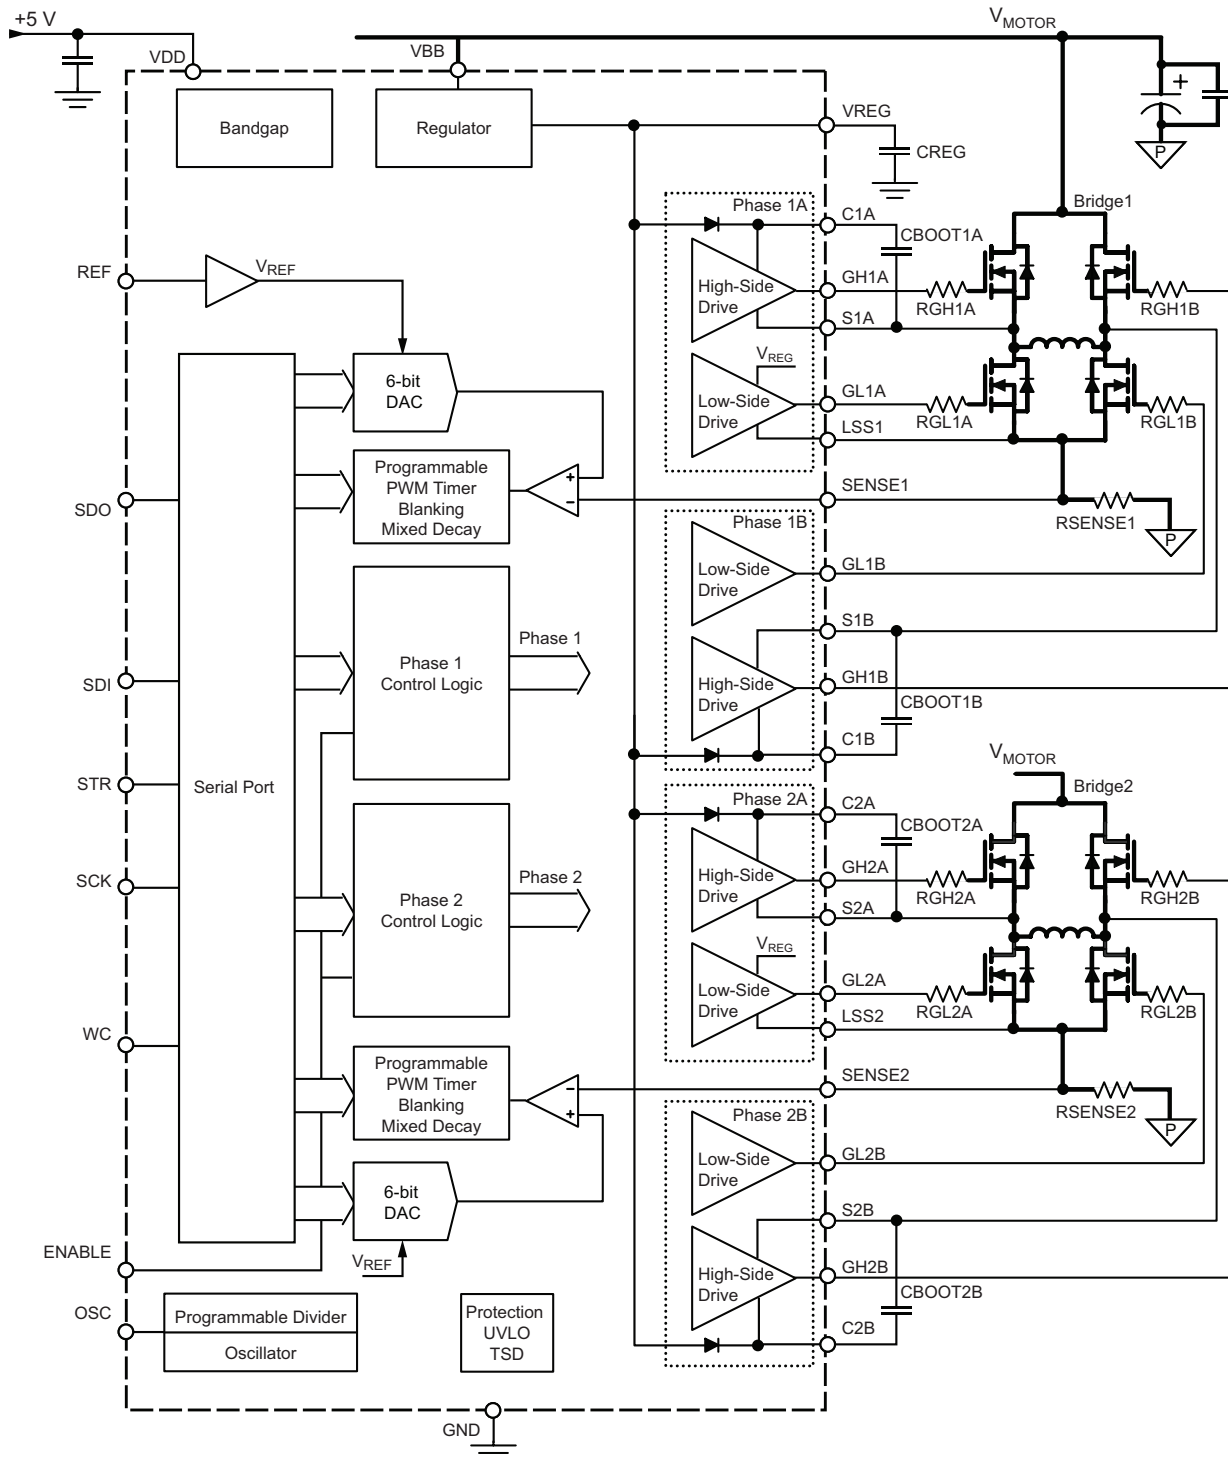 +5 V
VDD
VBB
VMOTOR
+
P
Bandgap
Regulator
VREG
CREG
Phase 1A
C1A
CBOOT1A
Bridge1
REF
VREF
High-Side
Drive
GH1A
RGH1A
RGH1B
S1A
6-bit
DAC
VREG
Low-Side
Drive
GL1A
RGL1A
RGL1B
LSS1
Programmable
PWM Timer
Blanking
Mixed Decay
+
–
SENSE1
RSENSE1
P
SDO
Phase 1B
Low-Side
Drive
GL1B
S1B
Phase 1
Control Logic
Phase 1
SDI
High-Side
Drive
GH1B
CBOOT1B
C1B
STR
Serial Port
VMOTOR
Bridge2
Phase 2A
C2A
CBOOT2A
SCK
Phase 2
Control Logic
Phase 2
High-Side
Drive
GH2A
RGH2A
RGH2B
S2A
VREG
Low-Side
Drive
GL2A
RGL2A
RGL2B
LSS2
WC
Programmable
PWM Timer
Blanking
Mixed Decay
–
+
SENSE2
RSENSE2
P
Phase 2B
Low-Side
Drive
GL2B
6-bit
DAC
S2B
ENABLE
VREF
High-Side
Drive
GH2B
CBOOT2B
C2B
OSC
Programmable Divider
Oscillator
Protection
UVLO
TSD
GND